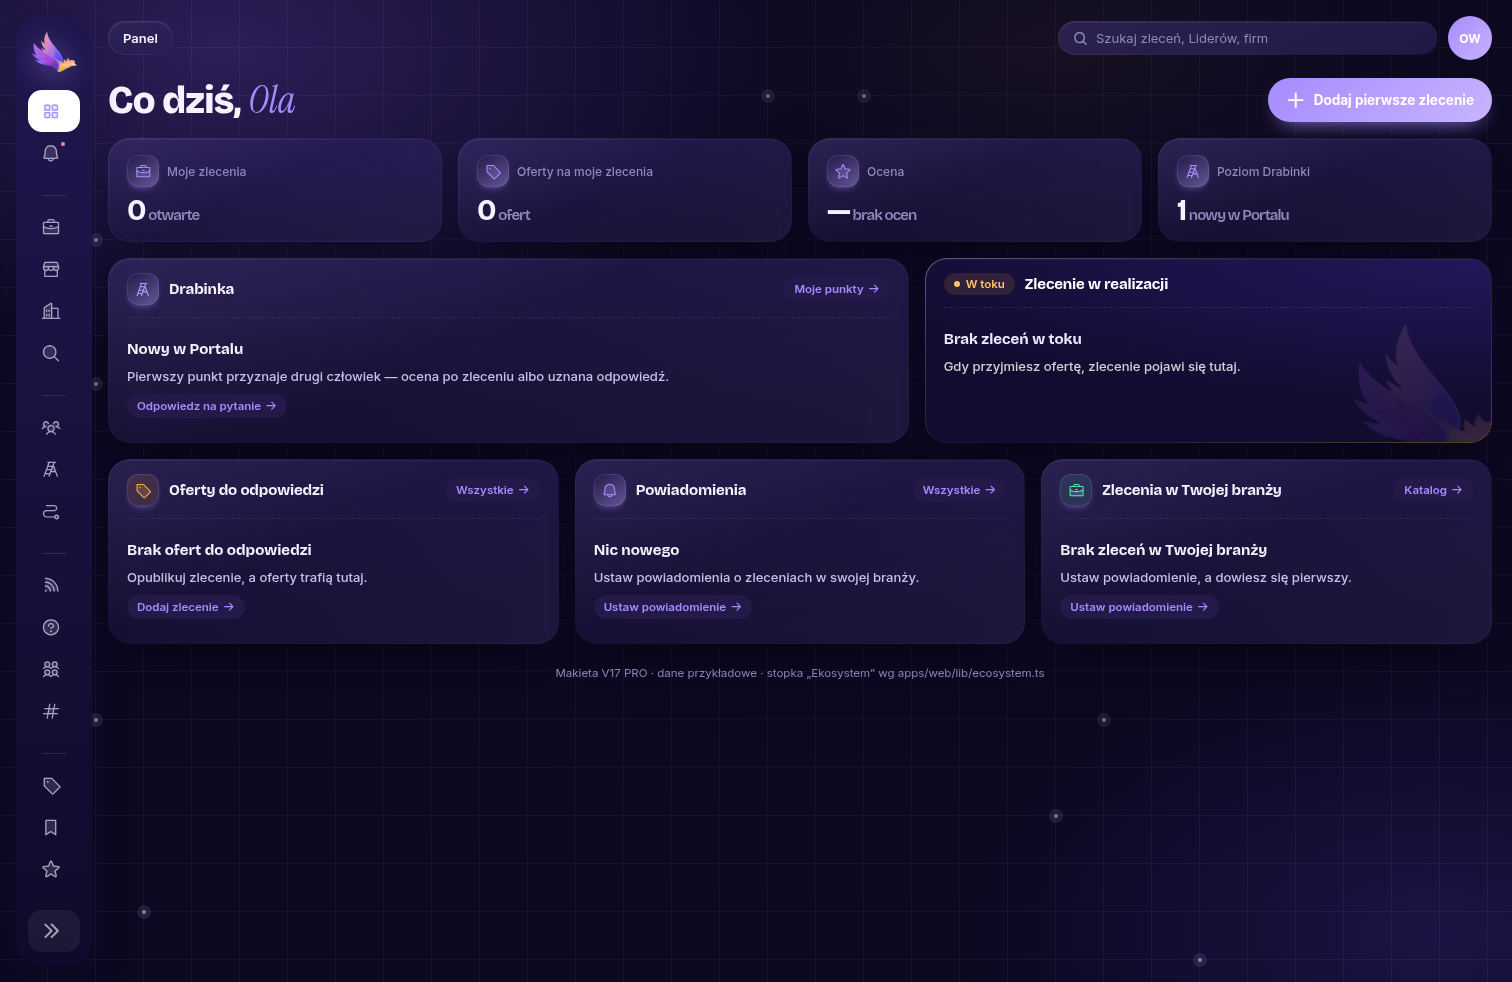 Panel
Szukaj zleceń, Liderów, firm
OW
Co dziś, Ola
Dodaj pierwsze zlecenie
Moje zlecenia
0 otwarte
Oferty na moje zlecenia
0 ofert
Ocena
— brak ocen
Poziom Drabinki
1 nowy w Portalu
Drabinka
Moje punkty →
Nowy w Portalu
Pierwszy punkt przyznaje drugi człowiek — ocena po zleceniu albo uznana odpowiedź.
Odpowiedz na pytanie →
W toku
Zlecenie w realizacji
Brak zleceń w toku
Gdy przyjmiesz ofertę, zlecenie pojawi się tutaj.
Oferty do odpowiedzi
Wszystkie →
Brak ofert do odpowiedzi
Opublikuj zlecenie, a oferty trafią tutaj.
Dodaj zlecenie →
Powiadomienia
Wszystkie →
Nic nowego
Ustaw powiadomienia o zleceniach w swojej branży.
Ustaw powiadomienie →
Zlecenia w Twojej branży
Katalog →
Brak zleceń w Twojej branży
Ustaw powiadomienie, a dowiesz się pierwszy.
Ustaw powiadomienie →
Makieta V17 PRO · dane przykładowe · stopka „Ekosystem” wg apps/web/lib/ecosystem.ts